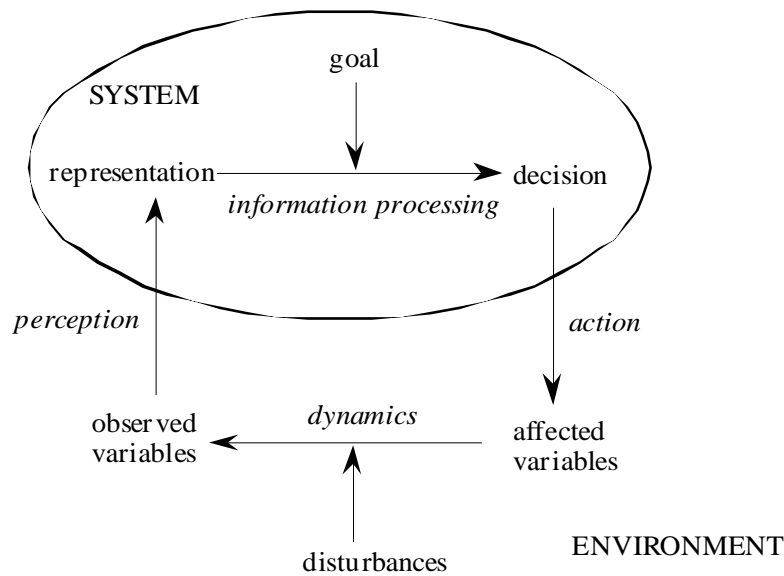 goal
SYSTEM
representation
decision
information processing
perception
action
observed
variables
dynamics
affected
variables
disturbances
ENVIRONMENT